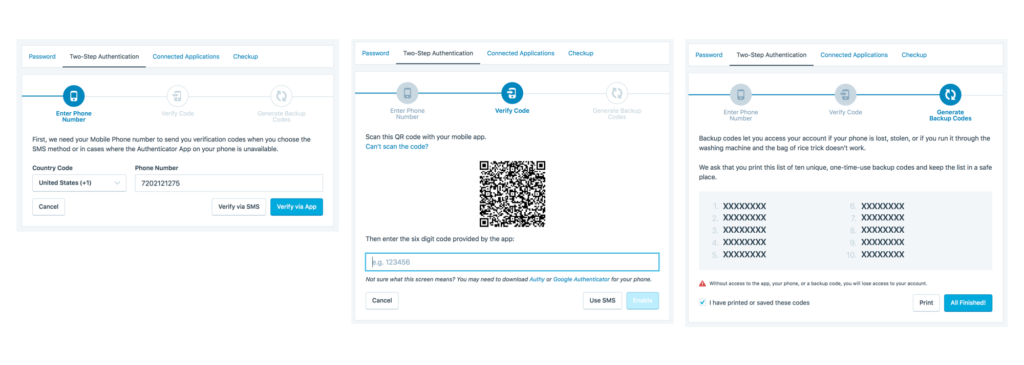 Password Two-Step Authentication Connected Applications Checkup
Enter Phone
Number
Verify Code
Generate Backup
Codes
First, we need your Mobile Phone number to send you verification codes when you choose the
SMS method or in cases where the Authenticator App on your phone is unavailable.
Country Code Phone Number
United States (+1) 7202121275
Cancel Verify via SMS Verify via App
Password Two-Step Authentication Connected Applications Checkup
Enter Phone
Number
Verify Code
Generate Backup
Codes
Scan this QR code with your mobile app.
Can't scan the code?
Then enter the six digit code provided by the app:
e.g. 123456
Not sure what this screen means? You may need to download Authy or Google Authenticator for your phone.
Cancel Use SMS Enable
Password Two-Step Authentication Connected Applications Checkup
Enter Phone
Number
Verify Code
Generate
Backup Codes
Backup codes let you access your account if your phone is lost, stolen, or if you run it through the
washing machine and the bag of rice trick doesn't work.
We ask that you print this list of ten unique, one-time-use backup codes and keep the list in a safe
place.
1. XXXXXXXX 6. XXXXXXXX
2. XXXXXXXX 7. XXXXXXXX
3. XXXXXXXX 8. XXXXXXXX
4. XXXXXXXX 9. XXXXXXXX
5. XXXXXXXX 10. XXXXXXXX
Without access to the app, your phone, or a backup code, you will lose access to your account.
I have printed or saved these codes Print All Finished!